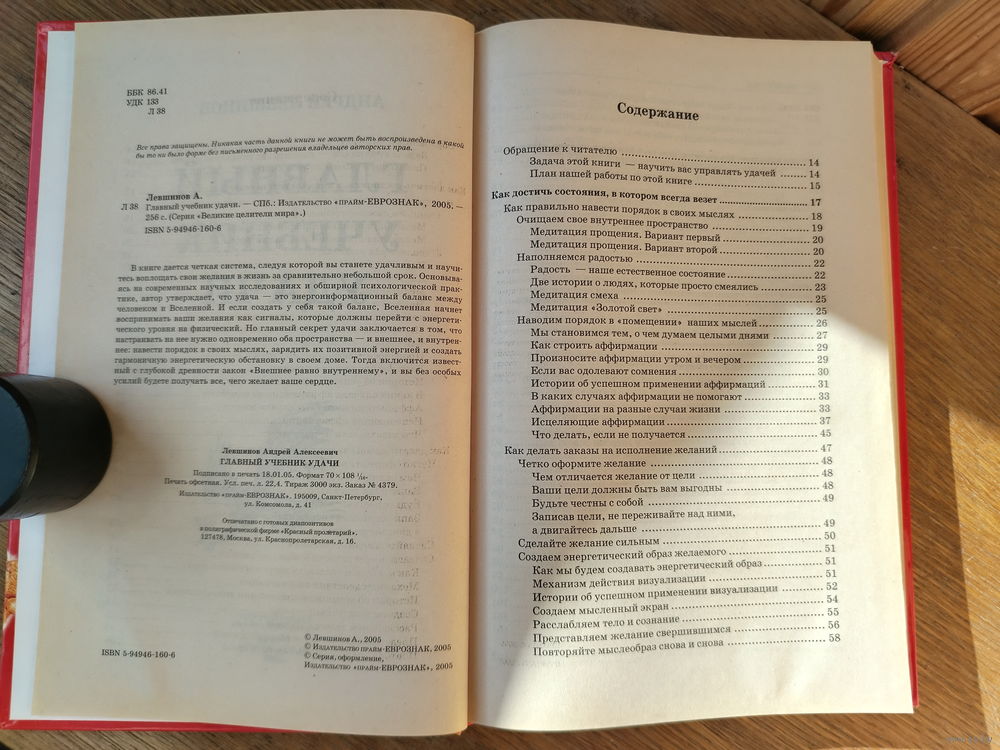 ББК 86.41
УДК 133
Л 38
Все права защищены. Никакая часть данной книги не может быть воспроизведена в какой
бы то ни было форме без письменного разрешения владельцев авторских прав.
Левшинов А.
Л 38 Главный учебник удачи. — СПб.: Издательство «прайм-ЕВРОЗНАК», 2005. —
256 с. (Серия «Великие целители мира».)
ISBN 5-94946-160-6
В книге дается четкая система, следуя которой вы станете удачливым и научи-
тесь воплощать свои желания в жизнь за сравнительно небольшой срок. Основыва-
ясь на современных научных исследованиях и обширной психологической прак-
тике, автор утверждает, что удача — это энергоинформационный баланс между
человеком и Вселенной. И если создать у себя такой баланс, Вселенная начнет
воспринимать ваши желания как сигналы, которые должны перейти с энергети-
ческого уровня на физический. Но главный секрет удачи заключается в том, что
настраивать на нее нужно одновременно оба пространства — и внешнее, и внутрен-
нее: навести порядок в своих мыслях, зарядить их позитивной энергией и создать
гармоничную энергетическую обстановку в своем доме. Тогда включится извест-
ный с глубокой древности закон «Внешнее равно внутреннему», и вы без особых
усилий будете получать все, чего желает ваше сердце.
Левшинов Андрей Алексеевич
ГЛАВНЫЙ УЧЕБНИК УДАЧИ
Подписано в печать 18.01.05. Формат 70 × 108 1/16.
Печать офсетная. Усл. печ. л. 22,4. Тираж 3000 экз. Заказ № 4379.
Издательство «прайм-ЕВРОЗНАК». 195009, Санкт-Петербург,
ул. Комсомола, д. 41
Отпечатано с готовых диапозитивов
в полиграфической фирме «Красный пролетарий».
127478, Москва, ул. Краснопролетарская, д. 16.
© Левшинов А., 2005
© Издательство прайм-ЕВРОЗНАК, 2005
© Серия, оформление,
ISBN 5-94946-160-6 Издательство «прайм-ЕВРОЗНАК, 2005
Содержание
Обращение к читателю 14
Задача этой книги — научить вас управлять удачей 14
План нашей работы по этой книге 15
Как достичь состояния, в котором всегда везет 17
Как правильно навести порядок в своих мыслях 18
Очищаем свое внутреннее пространство 19
Медитация прощения. Вариант первый 20
Медитация прощения. Вариант второй 20
Наполняемся радостью 22
Радость — наше естественное состояние 22
Две истории о людях, которые просто смеялись 23
Медитация смеха 25
Медитация «Золотой свет» 25
Наводим порядок в «помещении» наших мыслей 26
Мы становимся тем, о чем думаем целыми днями 27
Как строить аффирмации 29
Произносите аффирмации утром и вечером 29
Если вас одолевают сомнения 30
Истории об успешном применении аффирмаций 31
В каких случаях аффирмации не помогают 33
Аффирмации на разные случаи жизни 33
Исцеляющие аффирмации 37
Что делать, если не получается 45
Как делать заказы на исполнение желаний 47
Четко оформите желание 48
Чем отличается желание от цели 48
Ваши цели должны быть вам выгодны 48
Будьте честны с собой 49
Записав цели, не переживайте над ними,
а двигайтесь дальше 49
Сделайте желание сильным 50
Создаем энергетический образ желаемого 51
Как мы будем создавать энергетический образ 51
Механизм действия визуализации 51
Истории об успешном применении визуализации 52
Создаем мысленный экран 54
Расслабляем тело и сознание 55
Представляем желание свершившимся 56
Повторяйте мыслеобраз снова и снова 58